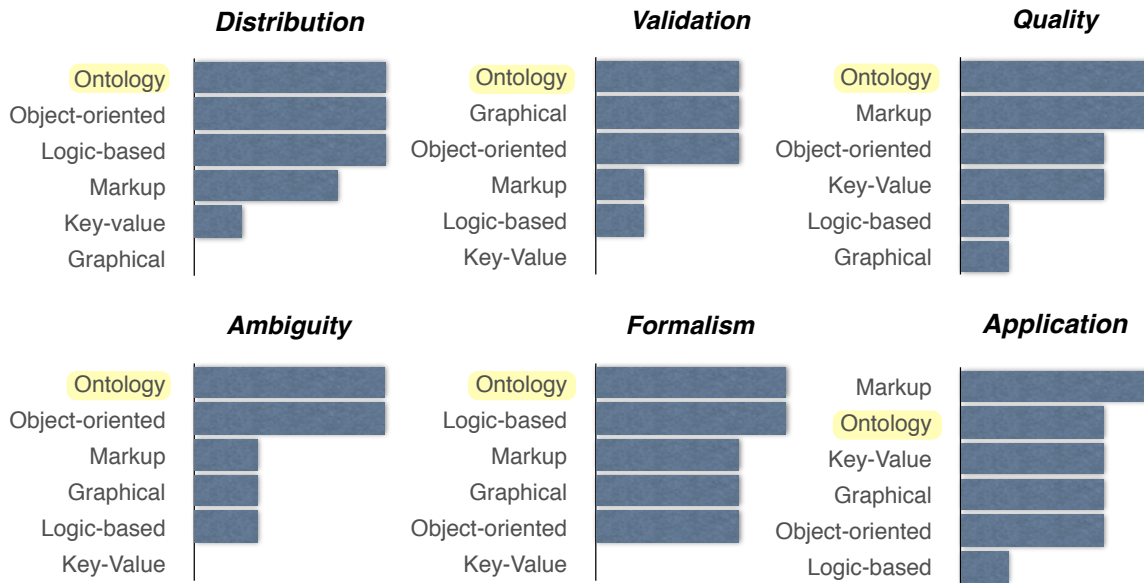 Distribution
Ontology
Object-oriented
Logic-based
Markup
Key-value
Graphical
Validation
Ontology
Graphical
Object-oriented
Markup
Logic-based
Key-Value
Quality
Ontology
Markup
Object-oriented
Key-Value
Logic-based
Graphical
Ambiguity
Ontology
Object-oriented
Markup
Graphical
Logic-based
Key-Value
Formalism
Ontology
Logic-based
Markup
Graphical
Object-oriented
Key-Value
Application
Markup
Ontology
Key-Value
Graphical
Object-oriented
Logic-based